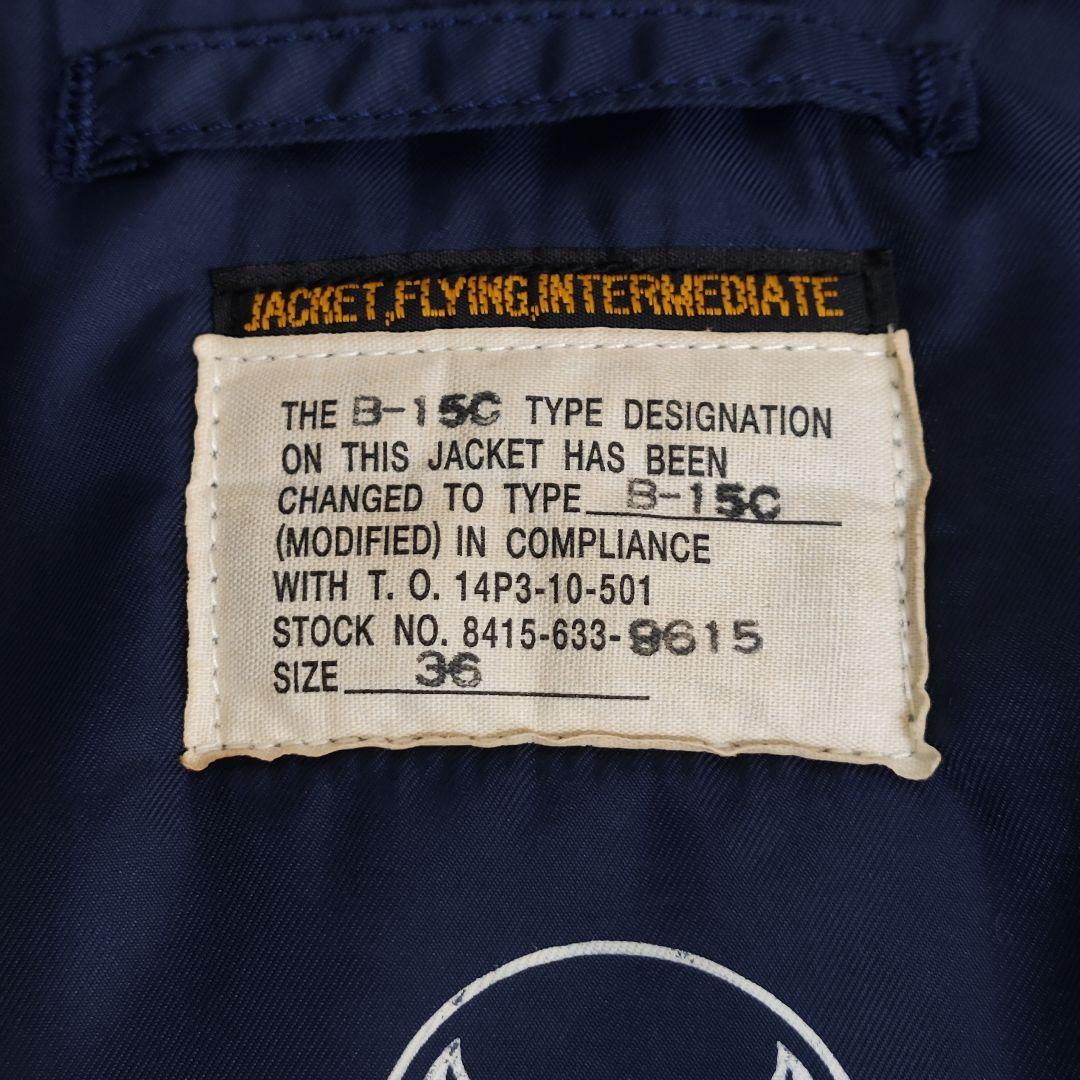 JACKET,FLYING,INTERMEDIATE
THE B-15C TYPE DESIGNATION
ON THIS JACKET HAS BEEN
CHANGED TO TYPE B-15C
(MODIFIED) IN COMPLIANCE
WITH T. O. 14P3-10-501
STOCK NO. 8415-633-9615
SIZE 36